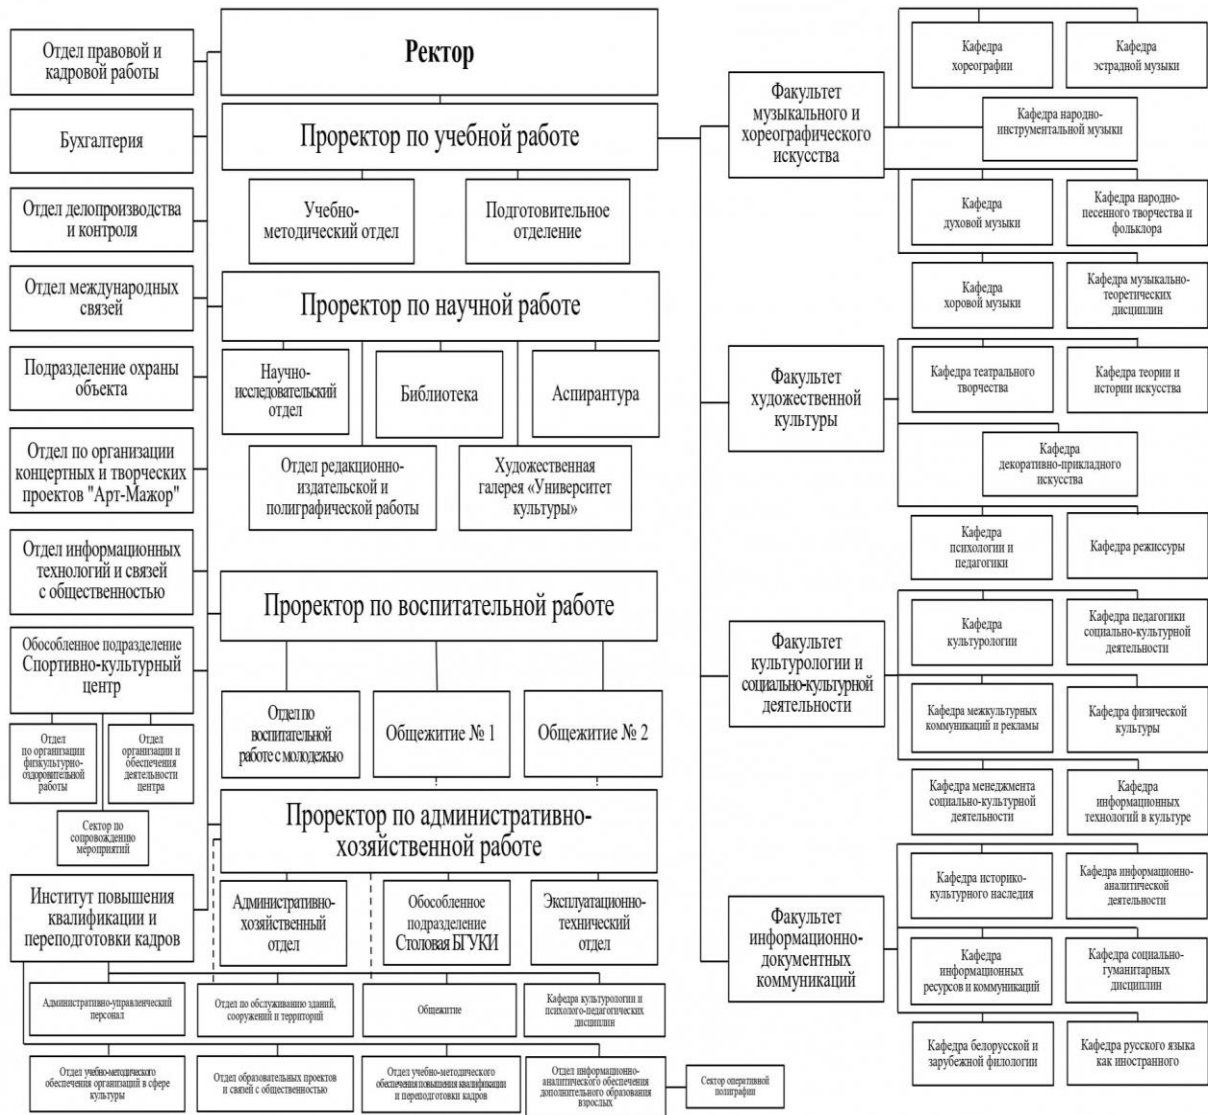 Ректор
Отдел правовой и
кадровой работы
Бухгалтерия
Отдел делопроизводства
и контроля
Отдел международных
связей
Подразделение охраны
объекта
Отдел по организации
концертных и творческих
проектов "Арт-Мажор"
Отдел информационных
технологий и связей
с общественностью
Обособленное подразделение
Спортивно-культурный
центр
Отдел
по организации
физкультурно-
оздоровительной
работы
Отдел
организации и
обеспечения
деятельности
центра
Сектор по
сопровождению
мероприятий
Институт повышения
квалификации и
переподготовки кадров
Проректор по учебной работе
Учебно-
методический отдел
Подготовительное
отделение
Проректор по научной работе
Научно-
исследовательский
отдел
Библиотека
Аспирантура
Отдел редакционно-
издательской и
полиграфической работы
Художественная
галерея «Университет
культуры»
Проректор по воспитательной работе
Отдел по
воспитательной
работе с молодежью
Общежитие № 1
Общежитие № 2
Проректор по административно-
хозяйственной работе
Административно-
хозяйственный
отдел
Обособленное
подразделение
Столовая БГУКИ
Эксплуатационно-
технический
отдел
Административно-управленческий
персонал
Отдел по обслуживанию зданий,
сооружений и территорий
Общежитие
Кафедра культурологии и
психолого-педагогических
дисциплин
Отдел учебно-методического
обеспечения организаций в сфере
культуры
Отдел образовательных проектов
и связей с общественностью
Отдел учебно-методического
обеспечения повышения квалификации
и переподготовки кадров
Отдел информационно-
аналитического обеспечения
дополнительного образования
взрослых
Сектор оперативной
полиграфии
Факультет
музыкального и
хореографического
искусства
Кафедра
хореографии
Кафедра
эстрадной музыки
Кафедра народно-
инструментальной музыки
Кафедра
духовой музыки
Кафедра народно-
песенного творчества и
фольклора
Кафедра
хоровой музыки
Кафедра музыкально-
теоретических
дисциплин
Факультет
художественной
культуры
Кафедра театрального
творчества
Кафедра теории и
истории искусства
Кафедра
декоративно-прикладного
искусства
Кафедра
психологии и
педагогики
Кафедра режиссуры
Факультет
культурологии и
социально-культурной
деятельности
Кафедра
культурологии
Кафедра педагогики
социально-культурной
деятельности
Кафедра межкультурных
коммуникаций и рекламы
Кафедра физической
культуры
Кафедра менеджмента
социально-культурной
деятельности
Кафедра
информационных
технологий в культуре
Факультет
информационно-
документных
коммуникаций
Кафедра историко-
культурного наследия
Кафедра информационно-
аналитической
деятельности
Кафедра
информационных
ресурсов и коммуникаций
Кафедра социально-
гуманитарных
дисциплин
Кафедра белорусской и
зарубежной филологии
Кафедра русского языка
как иностранного